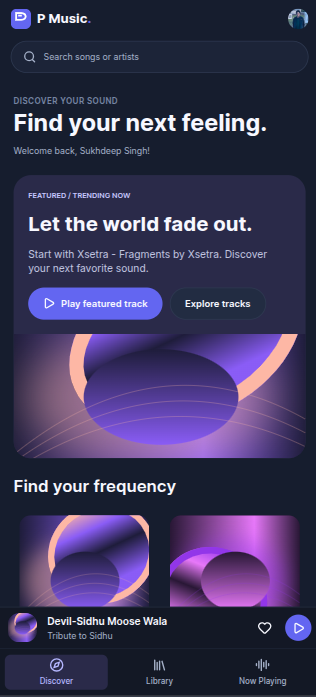 P Music.
Search songs or artists
DISCOVER YOUR SOUND
Find your next feeling.
Welcome back, Sukhdeep Singh!
FEATURED / TRENDING NOW
Let the world fade out.
Start with Xsetra - Fragments by Xsetra. Discover
your next favorite sound.
Play featured track
Explore tracks
Find your frequency
Devil-Sidhu Moose Wala
Tribute to Sidhu
Discover
Library
Now Playing